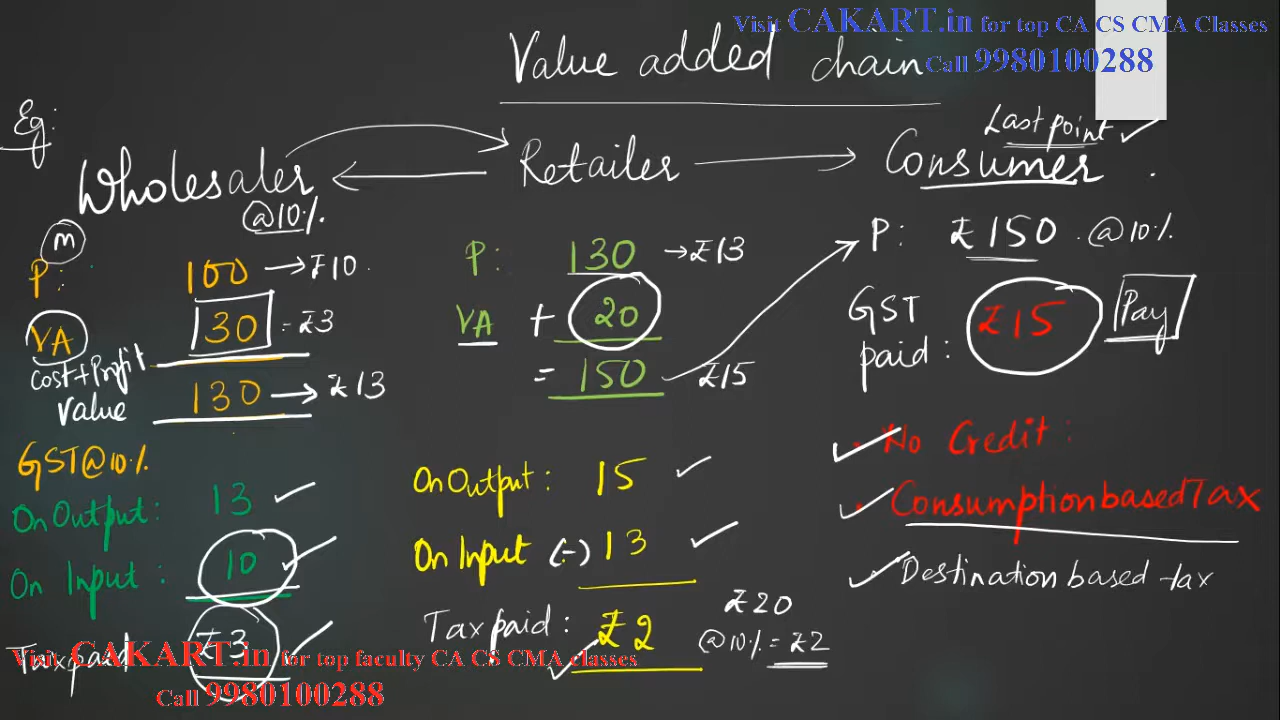 Visit CAKART.in for top CA CS CMA Classes
Call 9980100288
Value added chain
Eg:
Last point
Wholesaler
Retailer
Consumer
@10%
m
P: 100 → ₹10
VA 30 - ₹3
Cost + Profit
Value 130 → ₹13
GST@10%
On Output: 13
On Input: 10
Tax paid ₹3
P: 130 → ₹13
VA + 20
= 150 ₹15
On Output: 15
On Input (-) 13
Tax paid: ₹2
₹20
@10% = ₹2
P: ₹150 @10%
GST paid: ₹15 Pay
No Credit:
Consumption based Tax
Destination based tax
Visit CAKART.in for top faculty CA CS CMA classes
Call 9980100288